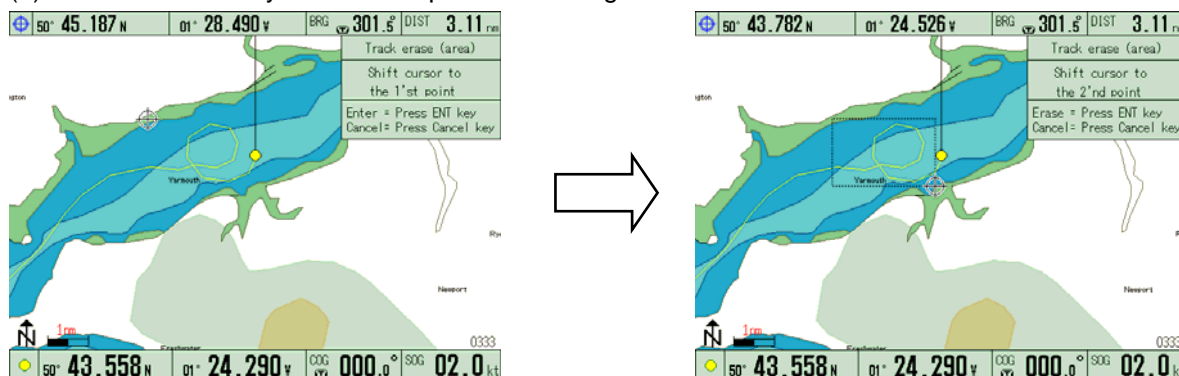 50° 45.187 N 01° 28.490 W BRG 301.5° DIST 3.11 nm
Track erase (area)
Shift cursor to
the 1'st point
Enter = Press ENT key
Cancel= Press Cancel key
ngton
Yarmouth
Ry
Newport
N 1nm
0333
50° 43.558 N 01° 24.290 W COG 000.0° SOG 02.0 kt
50° 43.782 N 01° 24.526 W BRG 301.5° DIST 3.11
Track erase (area)
Shift cursor to
the 2'nd point
Erase = Press ENT key
Cancel= Press Cancel key
ngton
Yarmouth
Newport
N 1nm
0333
50° 43.558 N 01° 24.290 W COG 000.0° SOG 02.0 kt